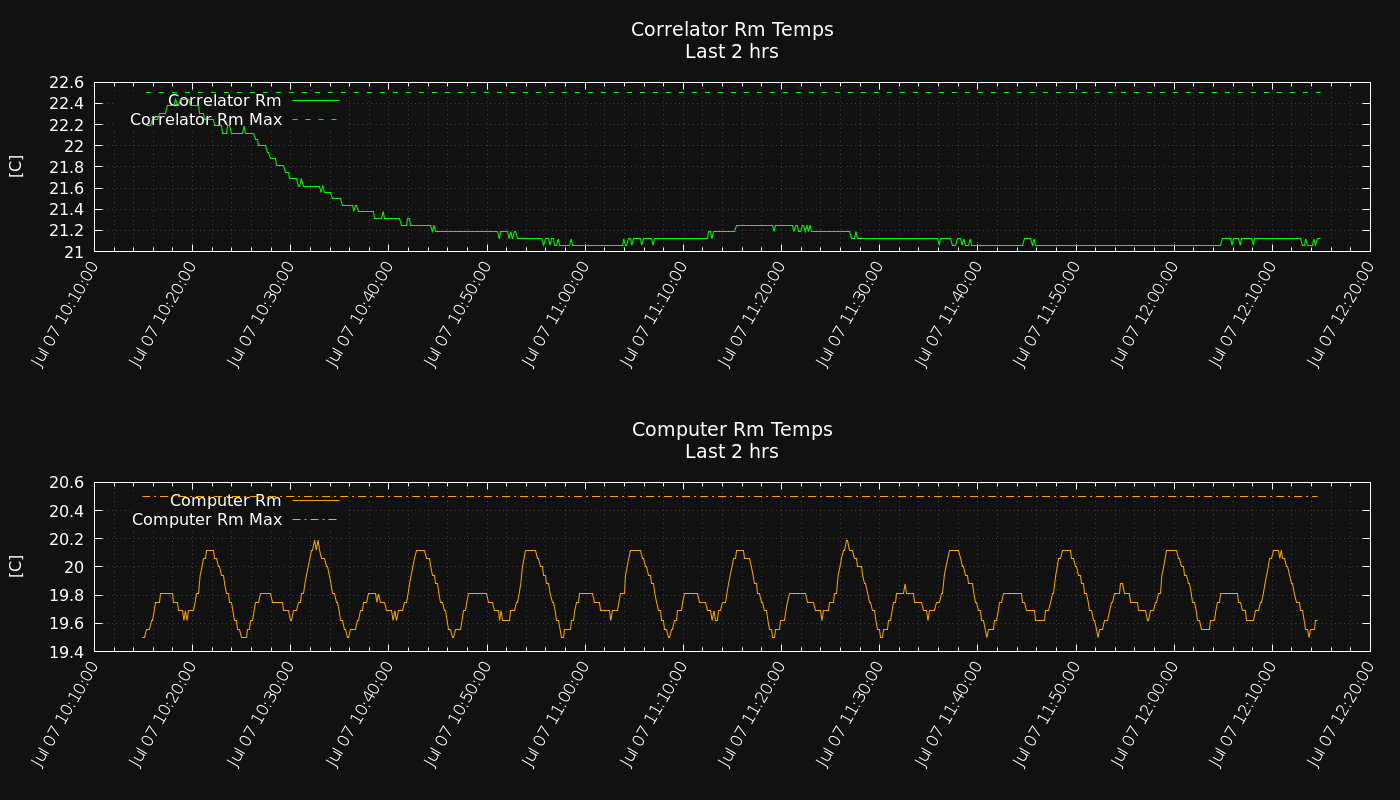 Correlator Rm Temps
Last 2 hrs
22.6
22.4
22.2
22
21.8
21.6
21.4
21.2
21
[C]
Correlator Rm
Correlator Rm Max
Jul 07 10:10:00
Jul 07 10:20:00
Jul 07 10:30:00
Jul 07 10:40:00
Jul 07 10:50:00
Jul 07 11:00:00
Jul 07 11:10:00
Jul 07 11:20:00
Jul 07 11:30:00
Jul 07 11:40:00
Jul 07 11:50:00
Jul 07 12:00:00
Jul 07 12:10:00
Jul 07 12:20:00
Computer Rm Temps
Last 2 hrs
20.6
20.4
20.2
20
19.8
19.6
19.4
[C]
Computer Rm
Computer Rm Max
Jul 07 10:10:00
Jul 07 10:20:00
Jul 07 10:30:00
Jul 07 10:40:00
Jul 07 10:50:00
Jul 07 11:00:00
Jul 07 11:10:00
Jul 07 11:20:00
Jul 07 11:30:00
Jul 07 11:40:00
Jul 07 11:50:00
Jul 07 12:00:00
Jul 07 12:10:00
Jul 07 12:20:00